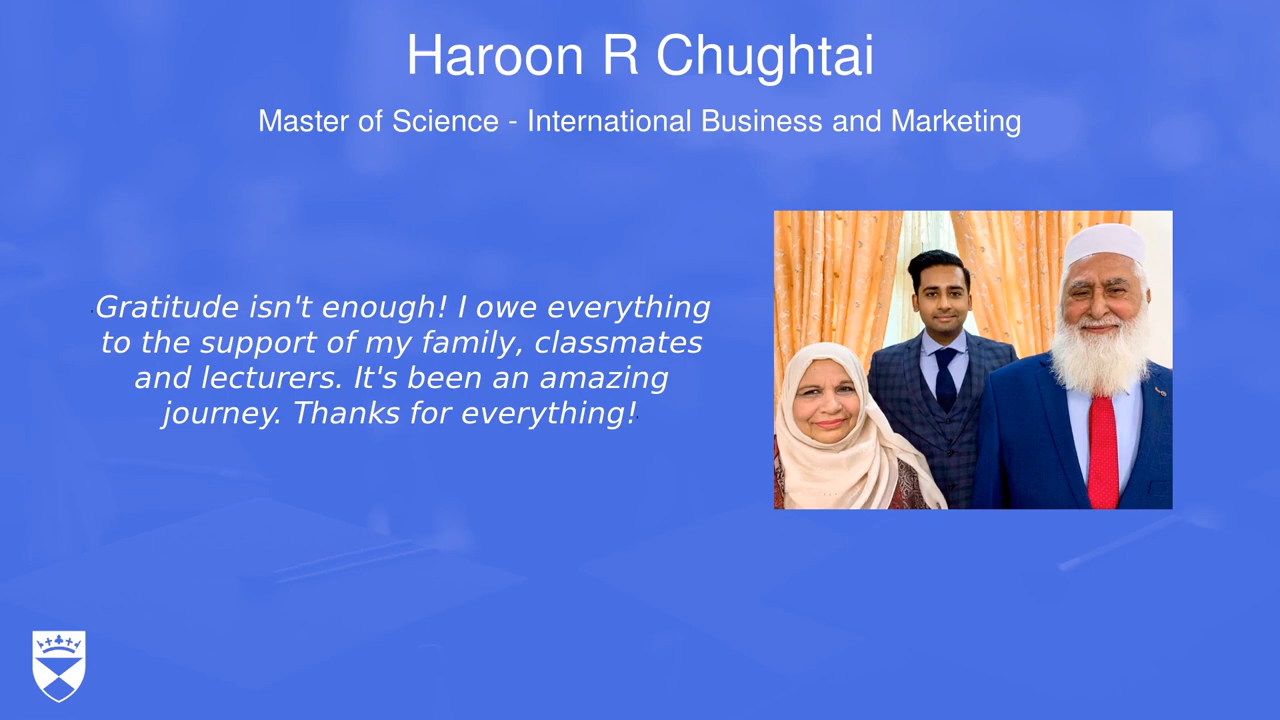 Haroon R Chughtai
Master of Science - International Business and Marketing
Gratitude isn't enough! I owe everything
to the support of my family, classmates
and lecturers. It's been an amazing
journey. Thanks for everything!